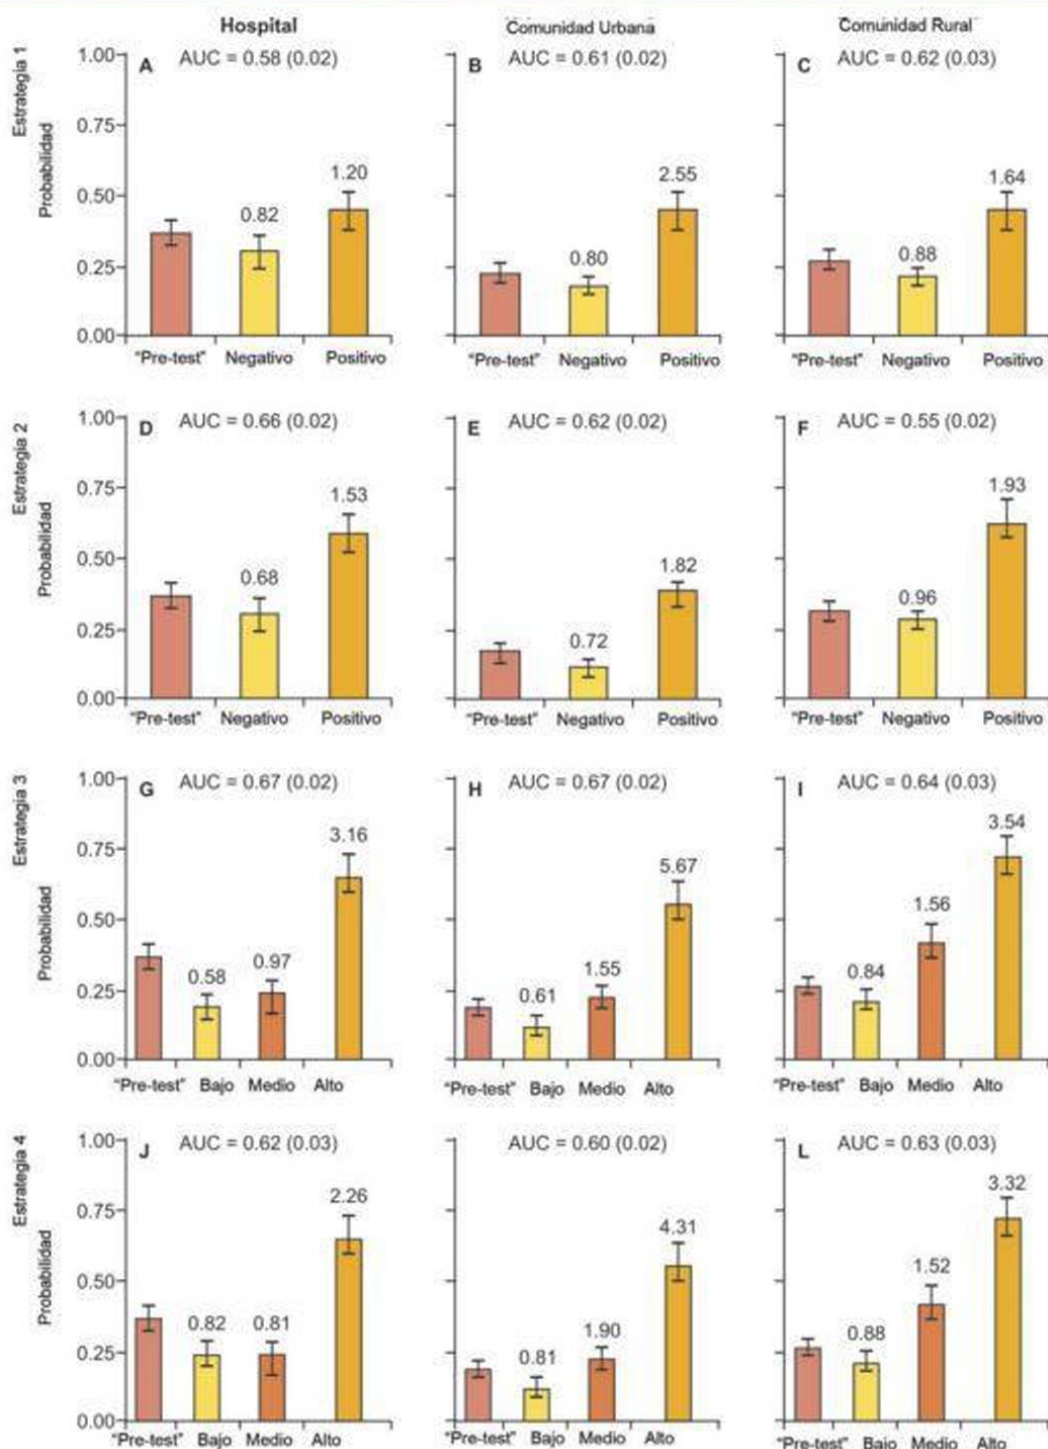 Hospital Comunidad Urbana Comunidad Rural
Estrategia 1
Probabilidad
A AUC = 0.58 (0.02)
1.00
0.75
0.50
0.25
0.00
0.82
1.20
"Pre-test" Negativo Positivo
B AUC = 0.61 (0.02)
0.80
2.55
"Pre-test" Negativo Positivo
C AUC = 0.62 (0.03)
0.88
1.64
"Pre-test" Negativo Positivo
Estrategia 2
Probabilidad
D AUC = 0.66 (0.02)
1.00
0.75
0.50
0.25
0.00
0.68
1.53
"Pre-test" Negativo Positivo
E AUC = 0.62 (0.02)
0.72
1.82
"Pre-test" Negativo Positivo
F AUC = 0.55 (0.02)
0.96
1.93
"Pre-test" Negativo Positivo
Estrategia 3
Probabilidad
G AUC = 0.67 (0.02)
1.00
0.75
0.50
0.25
0.00
0.58
0.97
3.16
"Pre-test" Bajo Medio Alto
H AUC = 0.67 (0.02)
0.61
1.55
5.67
"Pre-test" Bajo Medio Alto
I AUC = 0.64 (0.03)
0.84
1.56
3.54
"Pre-test" Bajo Medio Alto
Estrategia 4
Probabilidad
J AUC = 0.62 (0.03)
1.00
0.75
0.50
0.25
0.00
0.82
0.81
2.26
"Pre-test" Bajo Medio Alto
AUC = 0.60 (0.02)
0.81
1.90
4.31
"Pre-test" Bajo Medio Alto
L AUC = 0.63 (0.03)
0.88
1.52
3.32
"Pre-test" Bajo Medio Alto